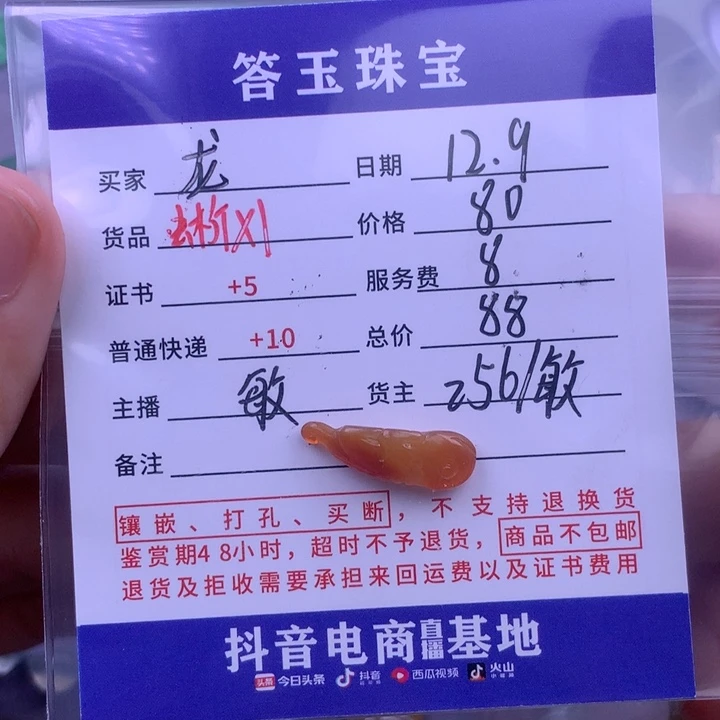 答玉珠宝
买家 龙 日期 12.9
货品 X1 价格 80
证书 +5 服务费 8
普通快递 +10 总价 88
主播 敏 货主 256/敏
备注
镶嵌、打孔、买断，不支持退换货
鉴赏期48小时，超时不予退货，商品不包邮
退货及拒收需要承担来回运费以及证书费用
抖音电商直播基地
头条 今日头条 抖音 西瓜视频 火山